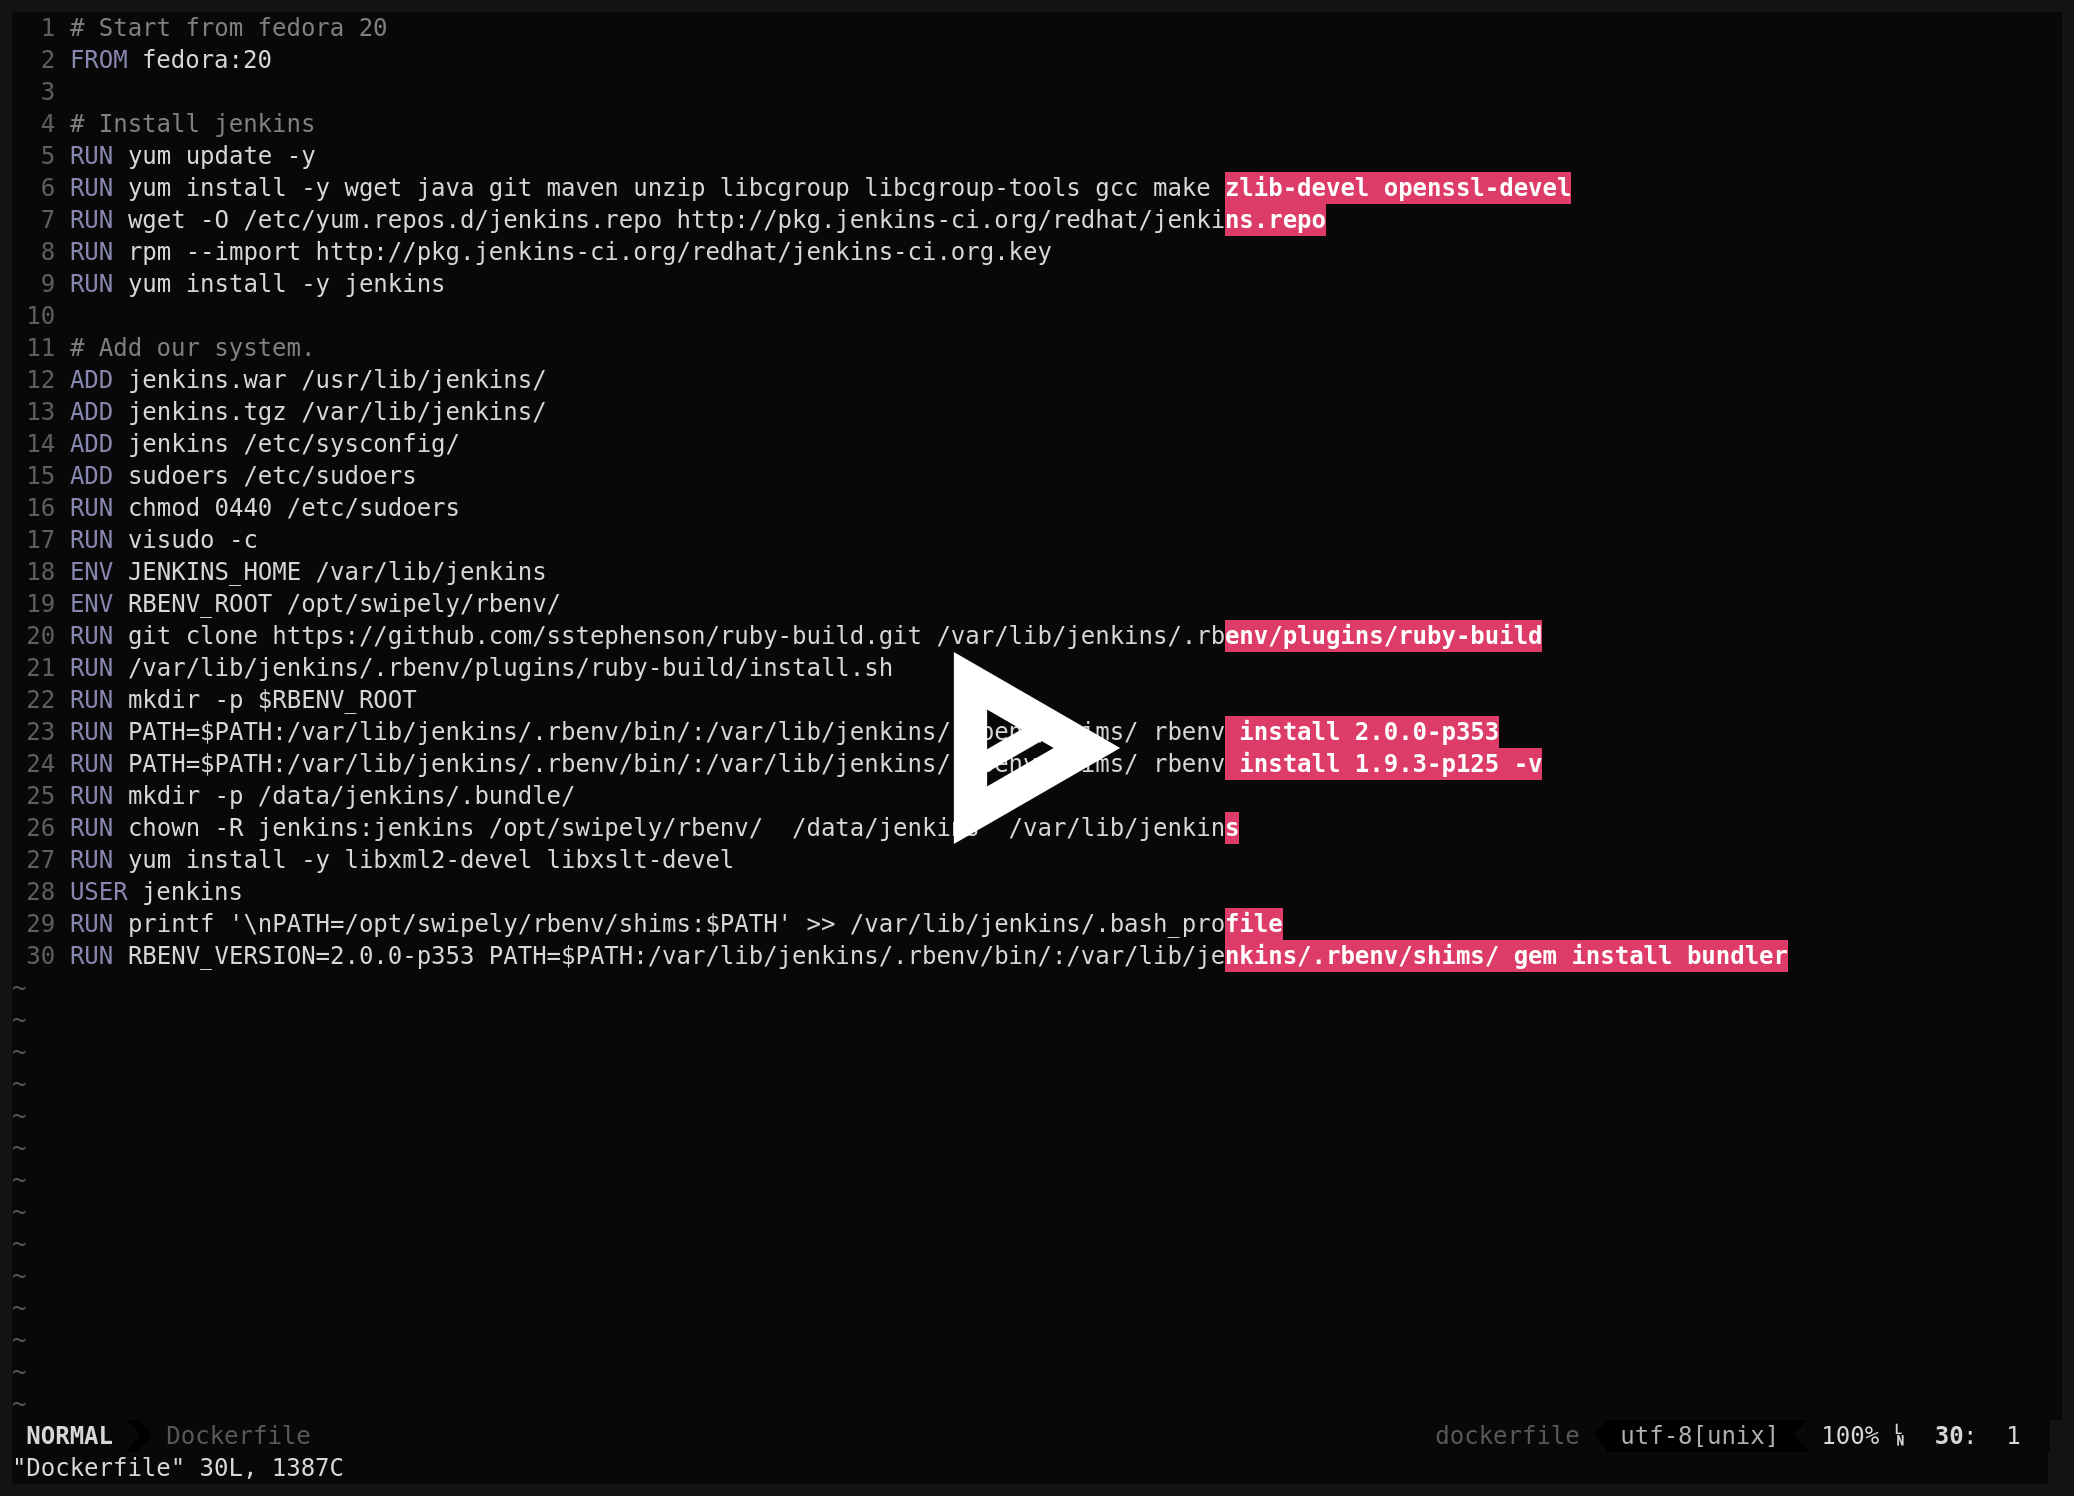 1 # Start from fedora 20
2 FROM fedora:20
3
4 # Install jenkins
5 RUN yum update -y
6 RUN yum install -y wget java git maven unzip libcgroup libcgroup-tools gcc make zlib-devel openssl-devel
7 RUN wget -O /etc/yum.repos.d/jenkins.repo http://pkg.jenkins-ci.org/redhat/jenkins.repo
8 RUN rpm --import http://pkg.jenkins-ci.org/redhat/jenkins-ci.org.key
9 RUN yum install -y jenkins
10
11 # Add our system.
12 ADD jenkins.war /usr/lib/jenkins/
13 ADD jenkins.tgz /var/lib/jenkins/
14 ADD jenkins /etc/sysconfig/
15 ADD sudoers /etc/sudoers
16 RUN chmod 0440 /etc/sudoers
17 RUN visudo -c
18 ENV JENKINS_HOME /var/lib/jenkins
19 ENV RBENV_ROOT /opt/swipely/rbenv/
20 RUN git clone https://github.com/sstephenson/ruby-build.git /var/lib/jenkins/.rbenv/plugins/ruby-build
21 RUN /var/lib/jenkins/.rbenv/plugins/ruby-build/install.sh
22 RUN mkdir -p $RBENV_ROOT
23 RUN PATH=$PATH:/var/lib/jenkins/.rbenv/bin/:/var/lib/jenkins/.rbenv/shims/ rbenv install 2.0.0-p353
24 RUN PATH=$PATH:/var/lib/jenkins/.rbenv/bin/:/var/lib/jenkins/.rbenv/shims/ rbenv install 1.9.3-p125 -v
25 RUN mkdir -p /data/jenkins/.bundle/
26 RUN chown -R jenkins:jenkins /opt/swipely/rbenv/  /data/jenkins  /var/lib/jenkins
27 RUN yum install -y libxml2-devel libxslt-devel
28 USER jenkins
29 RUN printf '\nPATH=/opt/swipely/rbenv/shims:$PATH' >> /var/lib/jenkins/.bash_profile
30 RUN RBENV_VERSION=2.0.0-p353 PATH=$PATH:/var/lib/jenkins/.rbenv/bin/:/var/lib/jenkins/.rbenv/shims/ gem install bundler
~
~
~
~
~
~
~
~
~
~
~
~
~
~
NORMAL Dockerfile dockerfile utf-8[unix] 100% LN 30: 1
"Dockerfile" 30L, 1387C